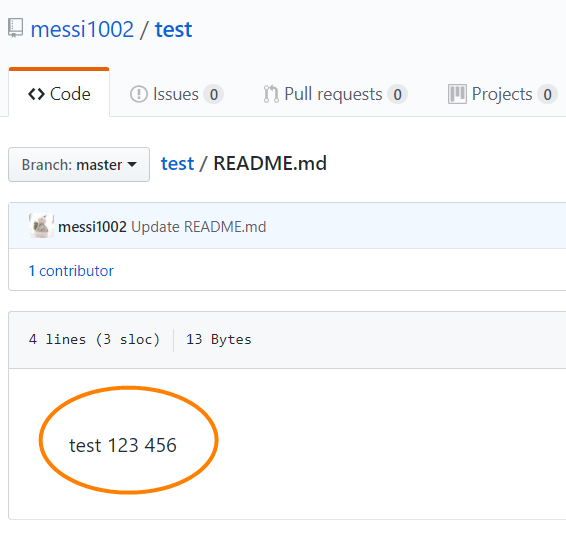 messi1002 / test
Code Issues 0 Pull requests 0 Projects 0
Branch: master test / README.md
messi1002 Update README.md
1 contributor
4 lines (3 sloc) 13 Bytes
test 123 456